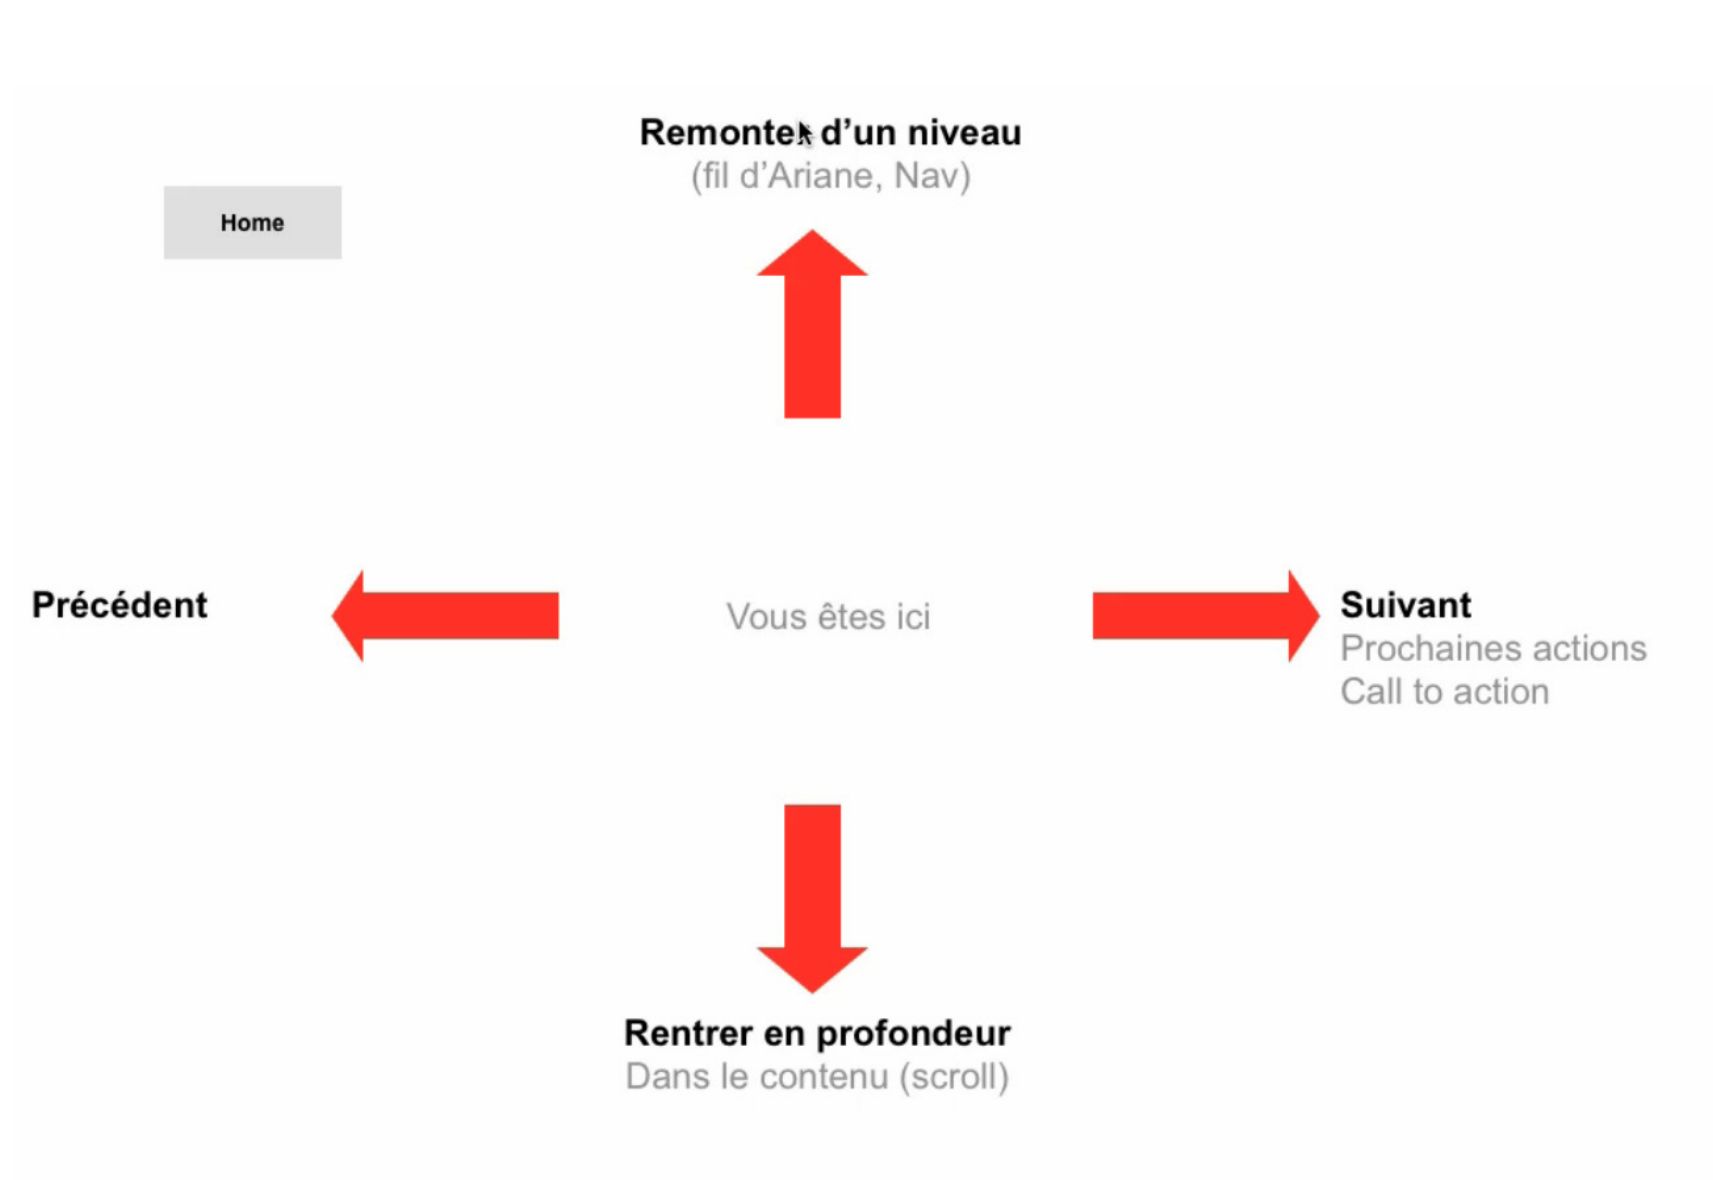 Remonter d'un niveau
(fil d'Ariane, Nav)
Home
Précédent
Vous êtes ici
Suivant
Prochaines actions
Call to action
Rentrer en profondeur
Dans le contenu (scroll)